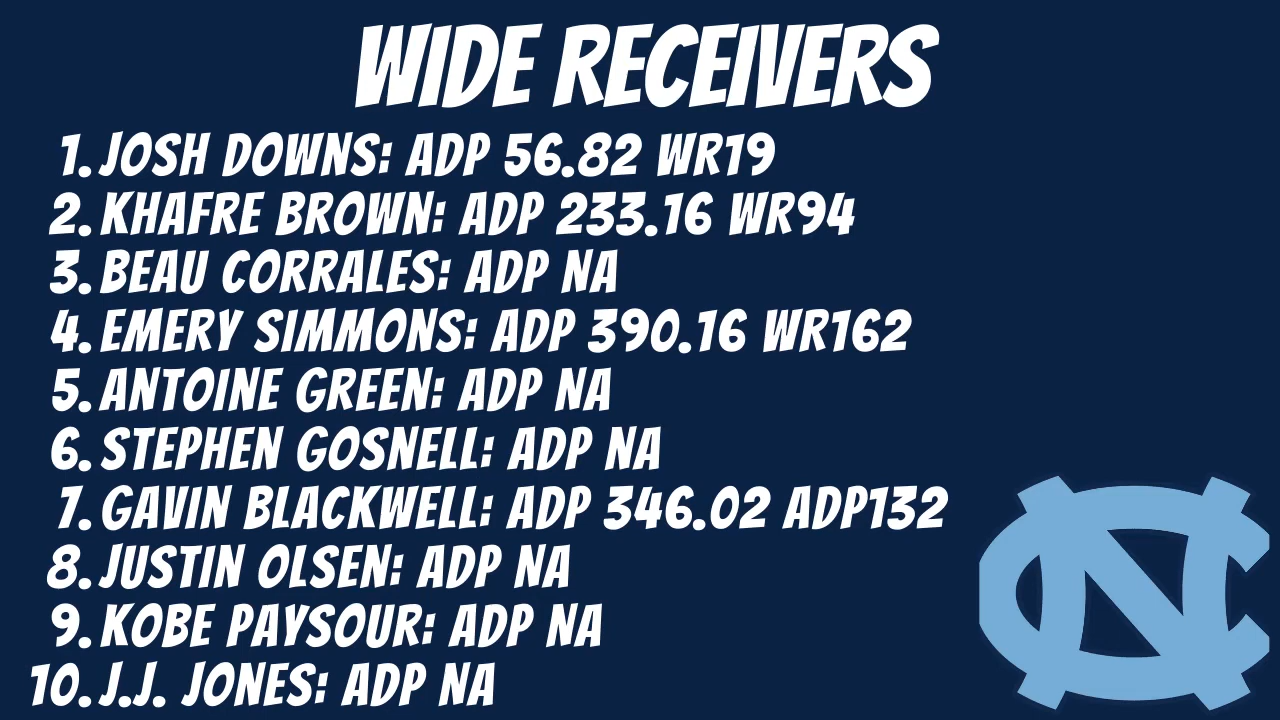 WIDE RECEIVERS
1. JOSH DOWNS: ADP 56.82 WR19
2. KHAFRE BROWN: ADP 233.16 WR94
3. BEAU CORRALES: ADP NA
4. EMERY SIMMONS: ADP 390.16 WR162
5. ANTOINE GREEN: ADP NA
6. STEPHEN GOSNELL: ADP NA
7. GAVIN BLACKWELL: ADP 346.02 ADP132
8. JUSTIN OLSEN: ADP NA
9. KOBE PAYSOUR: ADP NA
10. J.J. JONES: ADP NA
NC